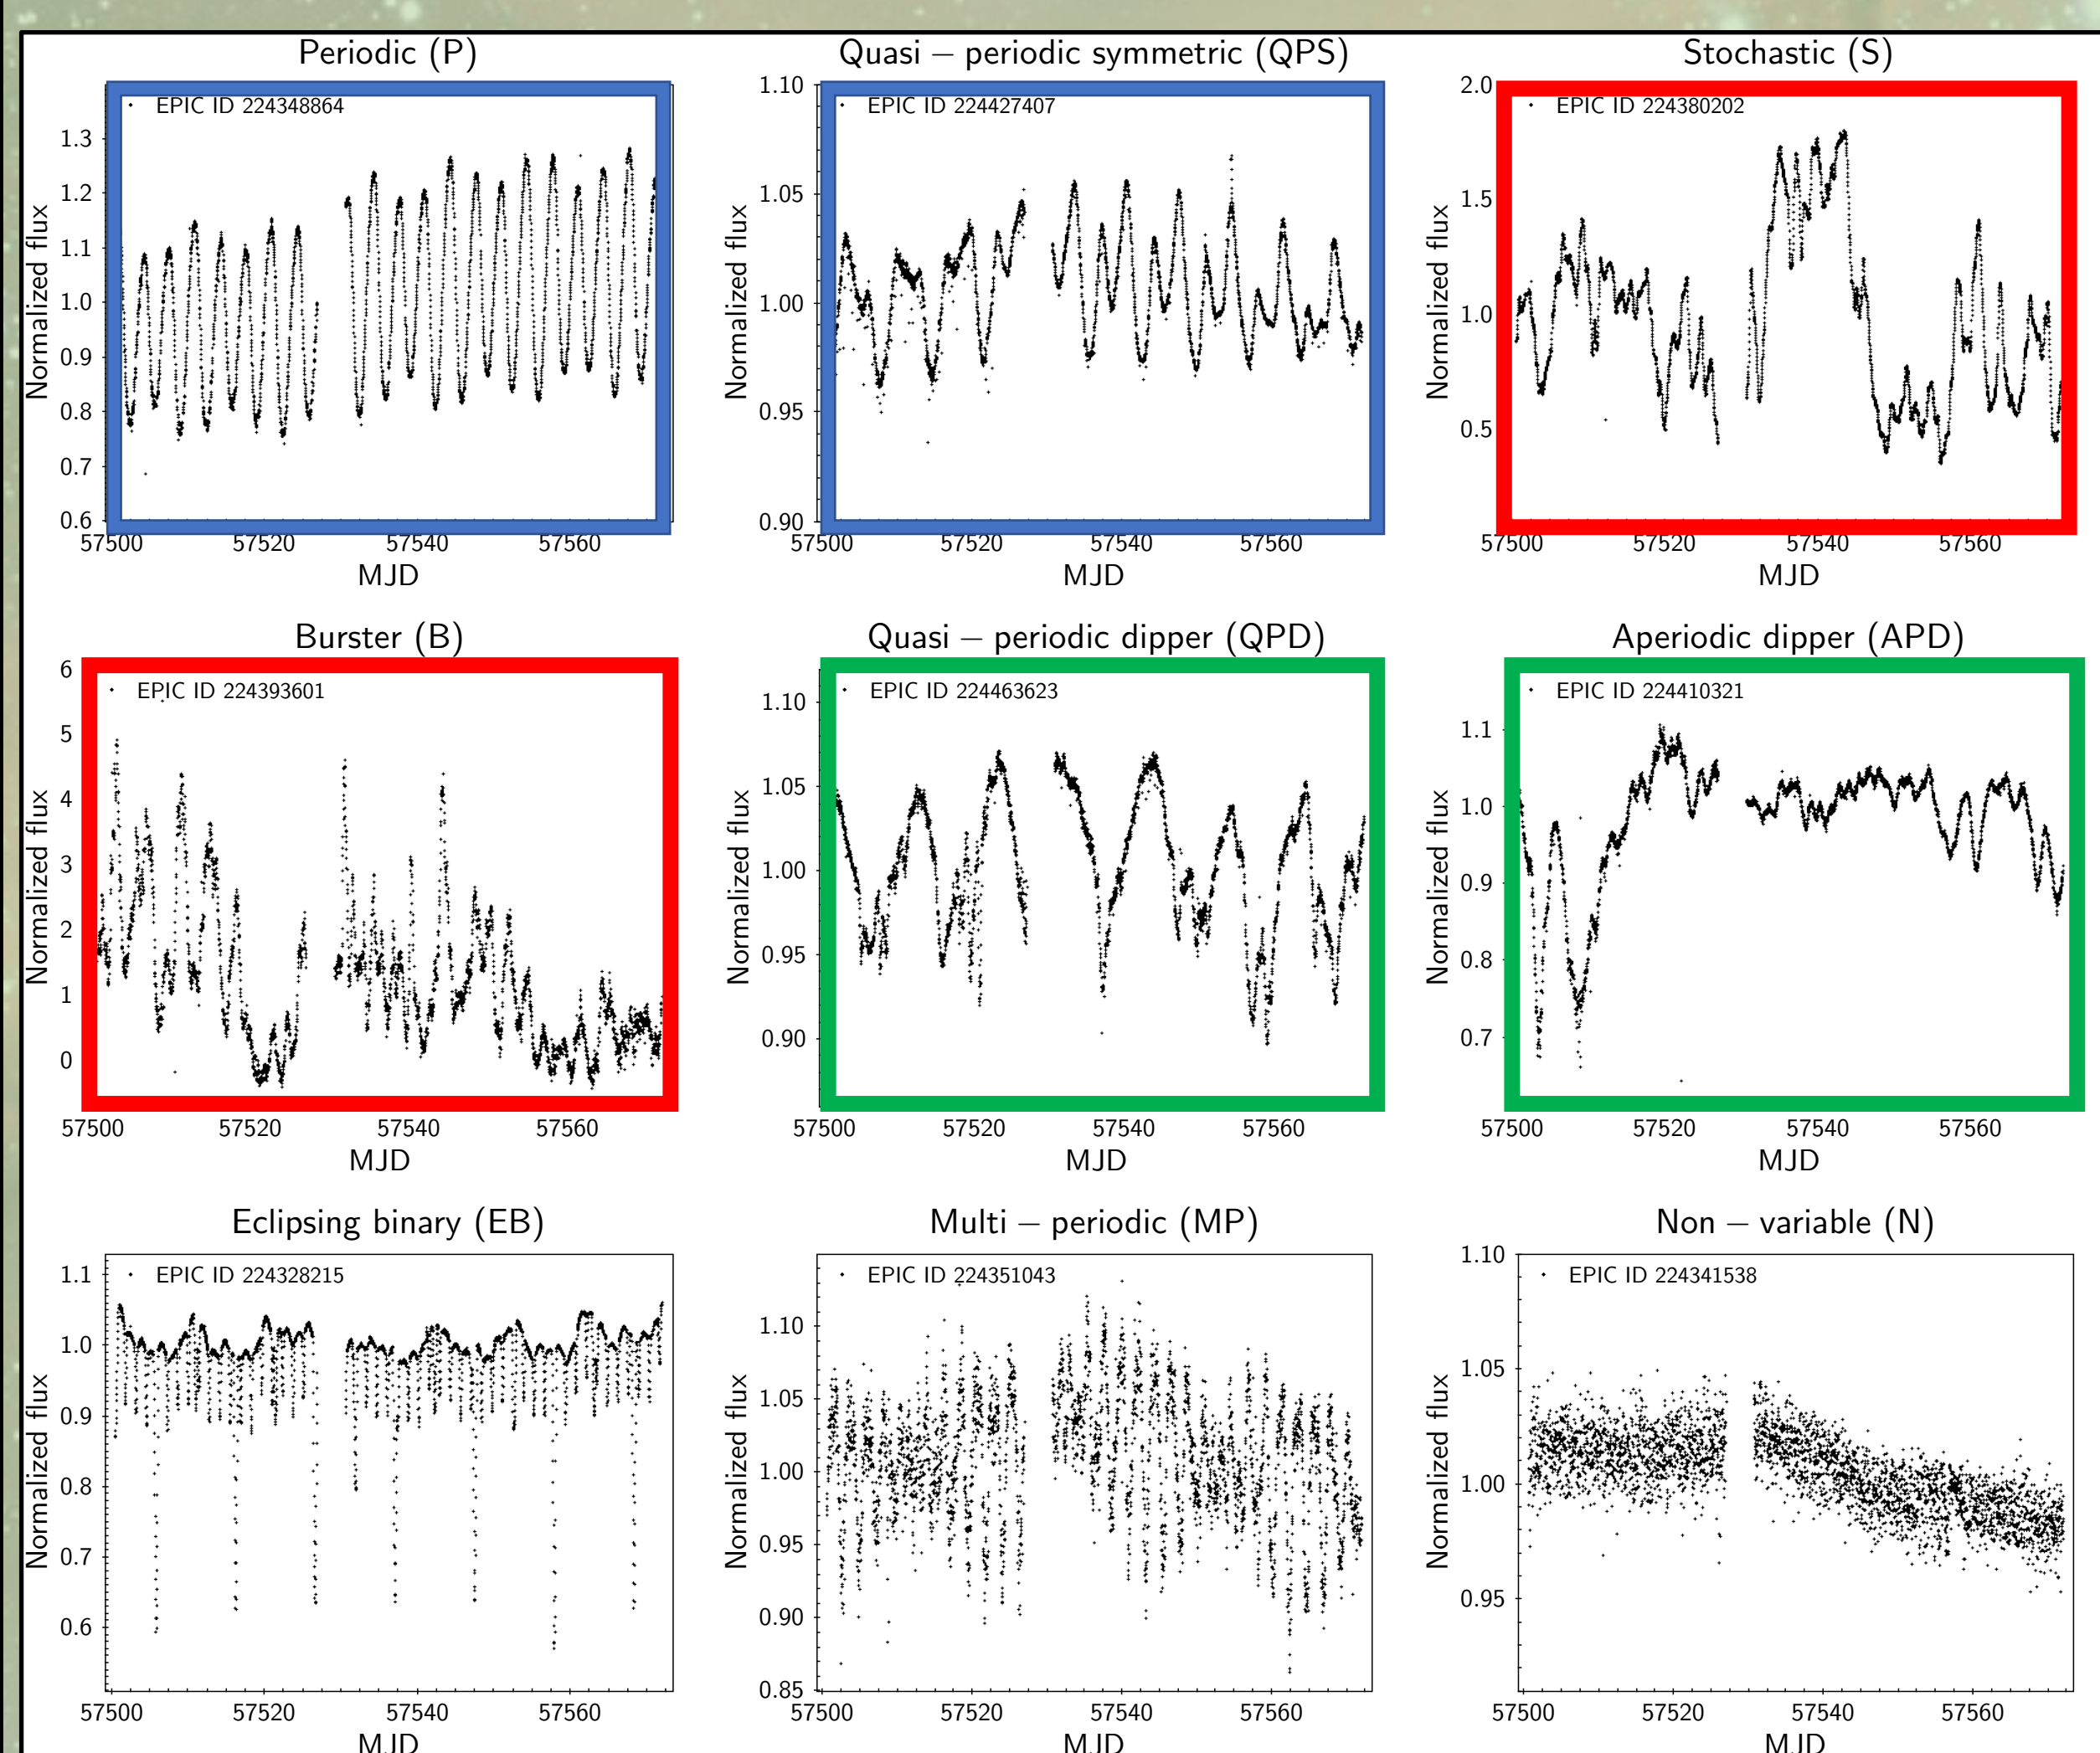 Periodic (P)
EPIC ID 224348864
1.3
1.2
1.1
1.0
0.9
0.8
0.7
0.6
Normalized flux
57500 57520 57540 57560
MJD
Quasi – periodic symmetric (QPS)
EPIC ID 224427407
1.10
1.05
1.00
0.95
0.90
Normalized flux
57500 57520 57540 57560
MJD
Stochastic (S)
EPIC ID 224380202
2.0
1.5
1.0
0.5
Normalized flux
57500 57520 57540 57560
MJD
Burster (B)
EPIC ID 224393601
6
5
4
3
2
1
0
Normalized flux
57500 57520 57540 57560
MJD
Quasi – periodic dipper (QPD)
EPIC ID 224463623
1.10
1.05
1.00
0.95
0.90
Normalized flux
57500 57520 57540 57560
MJD
Aperiodic dipper (APD)
EPIC ID 224410321
1.1
1.0
0.9
0.8
0.7
Normalized flux
57500 57520 57540 57560
MJD
Eclipsing binary (EB)
EPIC ID 224328215
1.1
1.0
0.9
0.8
0.7
0.6
Normalized flux
57500 57520 57540 57560
MJD
Multi – periodic (MP)
EPIC ID 224351043
1.10
1.05
1.00
0.95
0.90
0.85
Normalized flux
57500 57520 57540 57560
MJD
Non – variable (N)
EPIC ID 224341538
1.10
1.05
1.00
0.95
Normalized flux
57500 57520 57540 57560
MJD